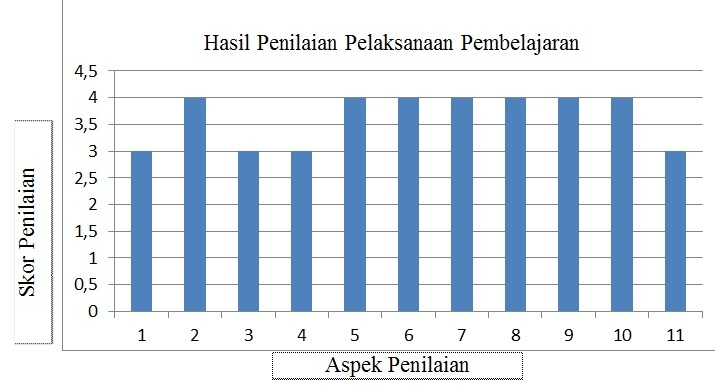 Hasil Penilaian Pelaksanaan Pembelajaran
4,5
4
3,5
3
2,5
2
1,5
1
0,5
0
Skor Penilaian
1 2 3 4 5 6 7 8 9 10 11
Aspek Penilaian